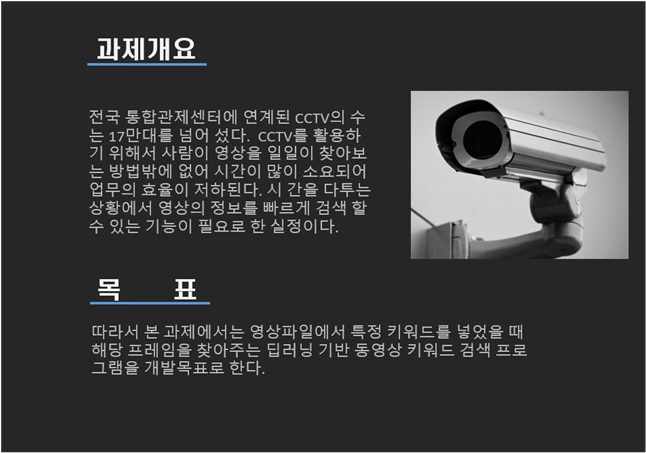 과제개요
전국 통합관제센터에 연계된 CCTV의 수
는 17만대를 넘어 섰다. CCTV를 활용하
기 위해서 사람이 영상을 일일이 찾아보
는 방법밖에 없어 시간이 많이 소요되어
업무의 효율이 저하된다. 시 간을 다투는
상황에서 영상의 정보를 빠르게 검색 할
수 있는 기능이 필요로 한 실정이다.
목 표
따라서 본 과제에서는 영상파일에서 특정 키워드를 넣었을 때
해당 프레임을 찾아주는 딥러닝 기반 동영상 키워드 검색 프로
그램을 개발목표로 한다.